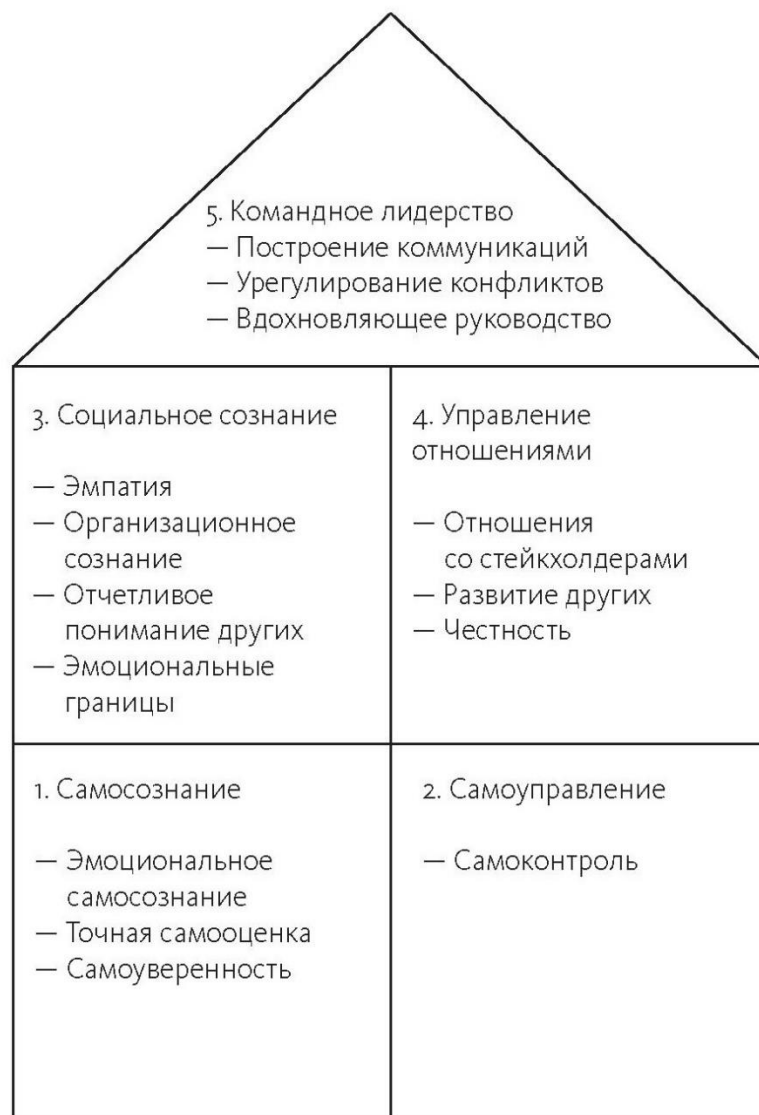 5. Командное лидерство
— Построение коммуникаций
— Урегулирование конфликтов
— Вдохновляющее руководство
3. Социальное сознание
— Эмпатия
— Организационное
сознание
— Отчетливое
понимание других
— Эмоциональные
границы
4. Управление
отношениями
— Отношения
со стейкхолдерами
— Развитие других
— Честность
1. Самосознание
— Эмоциональное
самосознание
— Точная самооценка
— Самоуверенность
2. Самоуправление
— Самоконтроль